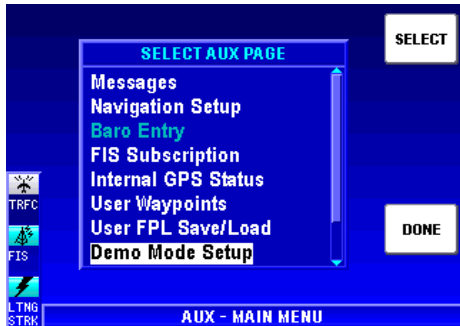 SELECT AUX PAGE
SELECT
Messages
Navigation Setup
Baro Entry
FIS Subscription
Internal GPS Status
User Waypoints
User FPL Save/Load
Demo Mode Setup
DONE
TRFC
FIS
LTNG
STRK
AUX - MAIN MENU